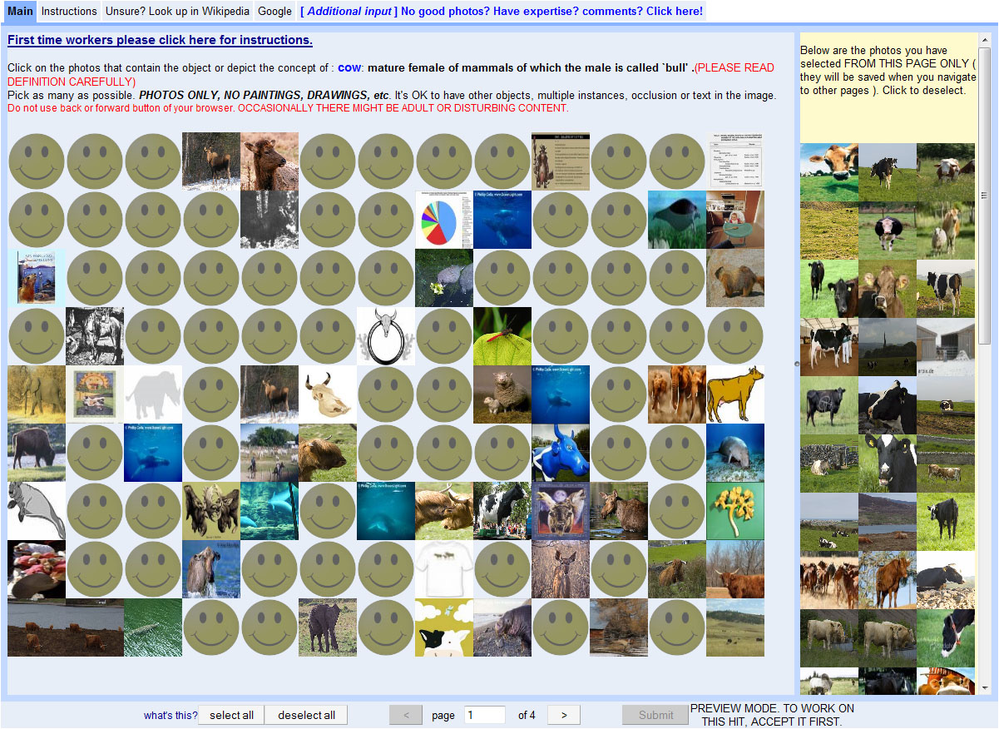 Main Instructions Unsure? Look up in Wikipedia Google [ Additional input ] No good photos? Have expertise? comments? Click here!
First time workers please click here for instructions.
Click on the photos that contain the object or depict the concept of : cow: mature female of mammals of which the male is called `bull' .(PLEASE READ
DEFINITION CAREFULLY)
Pick as many as possible. PHOTOS ONLY, NO PAINTINGS, DRAWINGS, etc. It's OK to have other objects, multiple instances, occlusion or text in the image.
Do not use back or forward button of your browser. OCCASIONALLY THERE MIGHT BE ADULT OR DISTURBING CONTENT.
Below are the photos you have
selected FROM THIS PAGE ONLY (
they will be saved when you navigate
to other pages ). Click to deselect.
what's this? select all deselect all < page 1 of 4 > Submit
PREVIEW MODE. TO WORK ON
THIS HIT, ACCEPT IT FIRST.